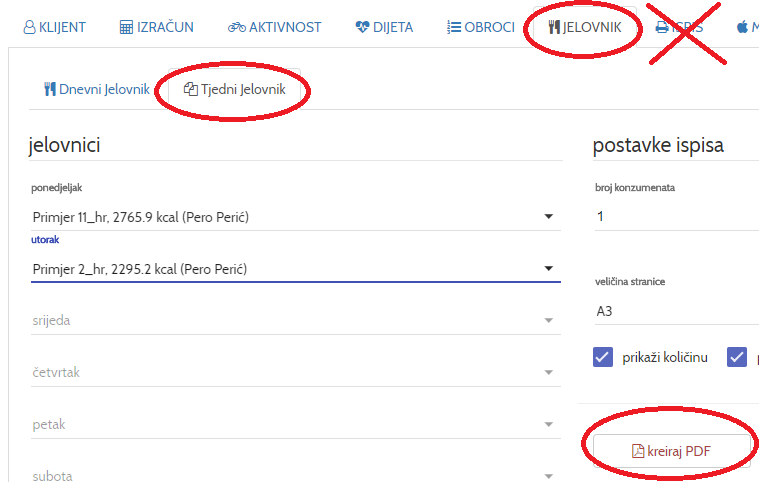 KLIJENT IZRAČUN AKTIVNOST DIJETA OBROCI JELOVNIK ISPIS M
Dnevni Jelovnik Tjedni Jelovnik
jelovnici
postavke ispisa
ponedjeljak
broj konzumenata
Primjer 11_hr, 2765.9 kcal (Pero Perić)
1
utorak
Primjer 2_hr, 2295.2 kcal (Pero Perić)
veličina stranice
srijeda
A3
prikaži količinu
četvrtak
petak
kreiraj PDF
subota